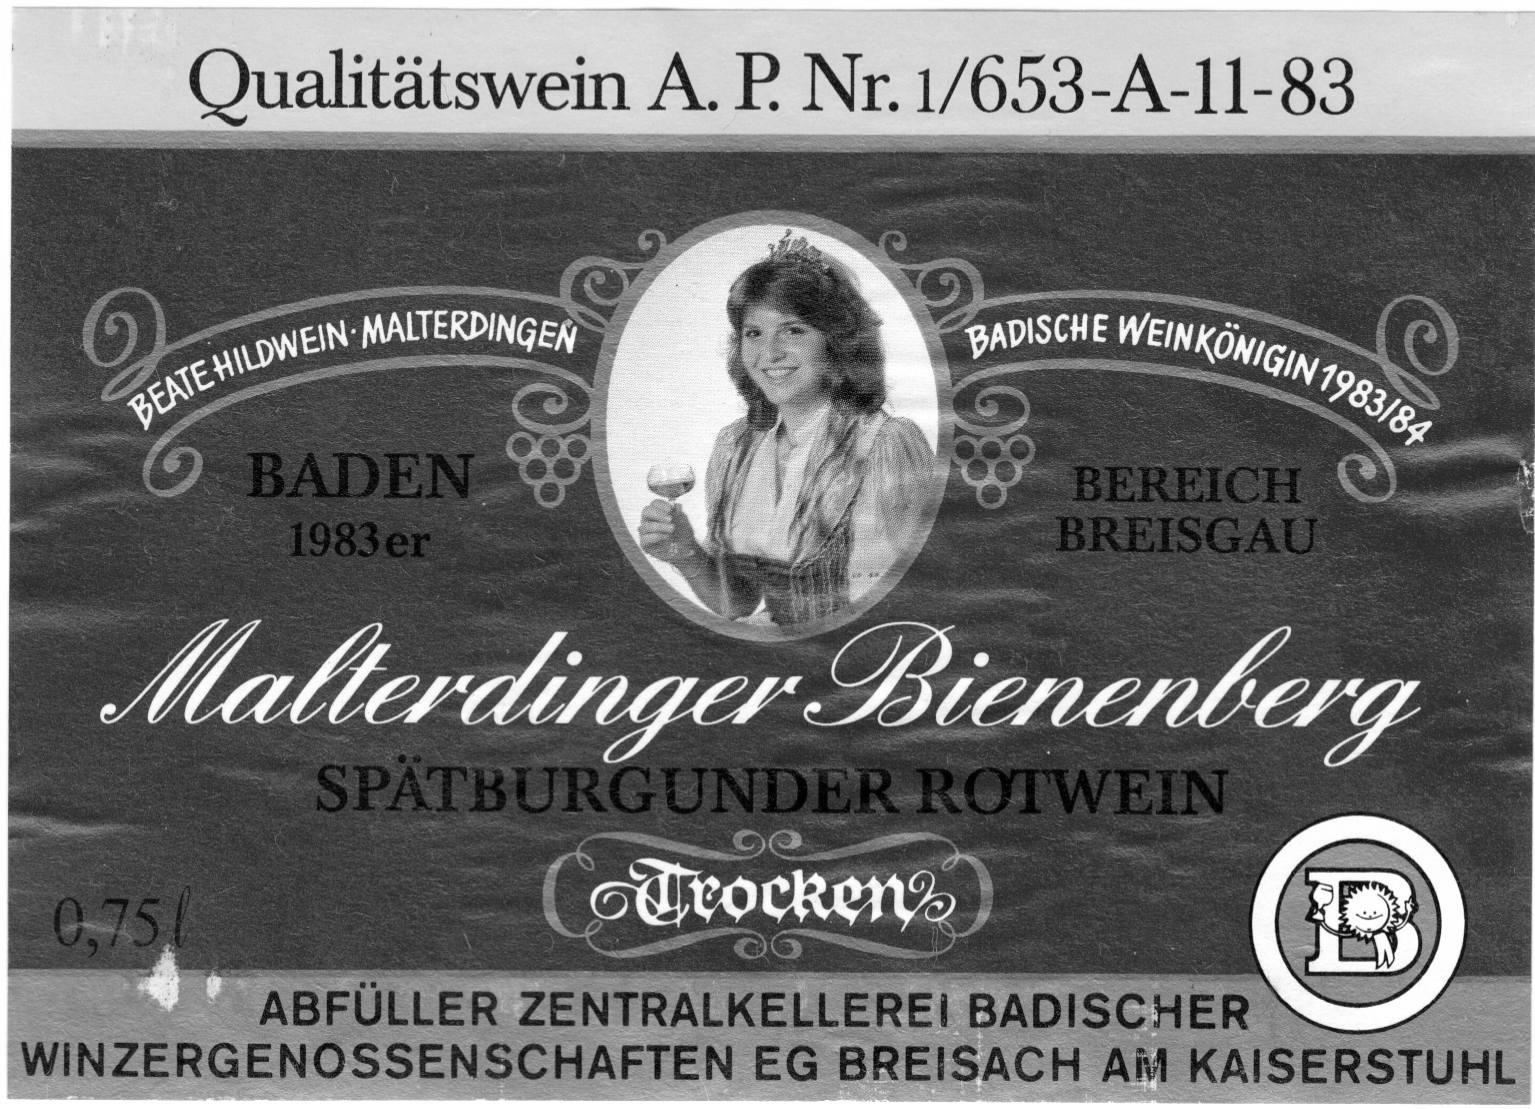 Qualitätswein A. P. Nr. 1/653-A-11-83
BEATE HILDWEIN · MALTERDINGEN
BADISCHE WEINKÖNIGIN 1983/84
BADEN
1983er
BEREICH
BREISGAU
Malterdinger Bienenberg
SPÄTBURGUNDER ROTWEIN
Trocken
0,75 l
B
ABFÜLLER ZENTRALKELLEREI BADISCHER
WINZERGENOSSENSCHAFTEN EG BREISACH AM KAISERSTUHL